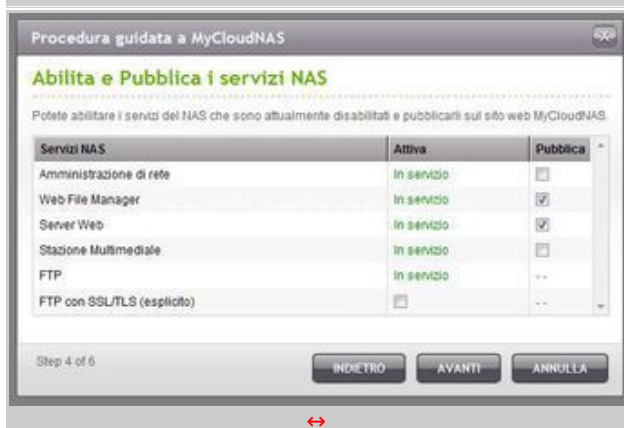 Procedura guidata a MyCloudNAS
Abilita e Pubblica i servizi NAS
Potete abilitare i servizi del NAS che sono attualmente disabilitati e pubblicarli sul sito web MyCloudNAS.
Servizi NAS Attiva Pubblica
Amministrazione di rete In servizio
Web File Manager In servizio
Server Web In servizio
Stazione Multimediale In servizio
FTP In servizio --
FTP con SSL/TLS (esplicito) --
Step 4 of 6 INDIETRO AVANTI ANNULLA